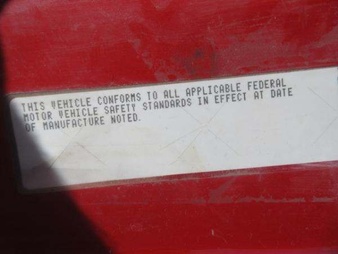 THIS VEHICLE CONFORMS TO ALL APPLICABLE FEDERAL
MOTOR VEHICLE SAFETY STANDARDS IN EFFECT AT DATE
OF MANUFACTURE NOTED.